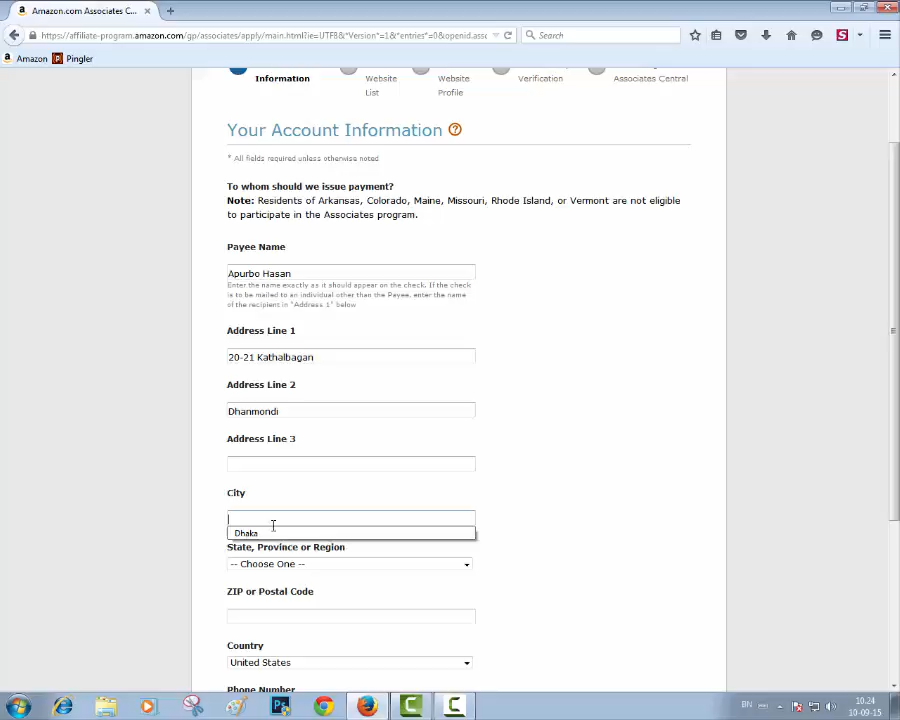 Amazon.com Associates C...
https://affiliate-program.amazon.com/gp/associates/apply/main.html?ie=UTF8&*Version*=1&*entries*=0&openid.assc
Search
Amazon
Pingler
Information
Website List
Website Profile
Verification
Associates Central
Your Account Information
* All fields required unless otherwise noted
To whom should we issue payment?
Note: Residents of Arkansas, Colorado, Maine, Missouri, Rhode Island, or Vermont are not eligible
to participate in the Associates program.
Payee Name
Apurbo Hasan
Enter the name exactly as it should appear on the check. If the check
is to be mailed to an individual other than the Payee, enter the name
of the recipient in "Address 1" below
Address Line 1
20-21 Kathalbagan
Address Line 2
Dhanmondi
Address Line 3
City
Dhaka
State, Province or Region
-- Choose One --
ZIP or Postal Code
Country
United States
Phone Number
BN
10:24
10-09-15